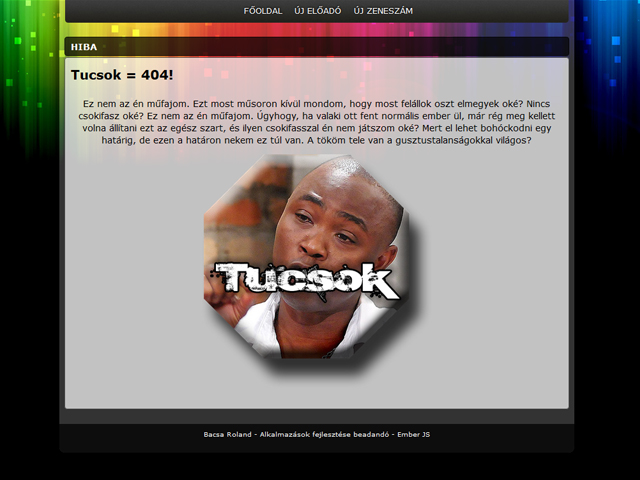 FŐOLDAL ÚJ ELŐADÓ ÚJ ZENESZÁM
HIBA
Tucsok = 404!
Ez nem az én műfajom. Ezt most műsoron kívül mondom, hogy most felállok oszt elmegyek oké? Nincs
csokifasz oké? Ez nem az én műfajom. Úgyhogy, ha valaki ott fent normális ember ül, már rég meg kellett
volna állítani ezt az egész szart, és ilyen csokifasszal én nem játszom oké? Mert el lehet bohóckodni egy
határig, de ezen a határon nekem ez túl van. A tököm tele van a gusztustalanságokkal világos?
Tucsok
Bacsa Roland - Alkalmazások fejlesztése beadandó - Ember JS